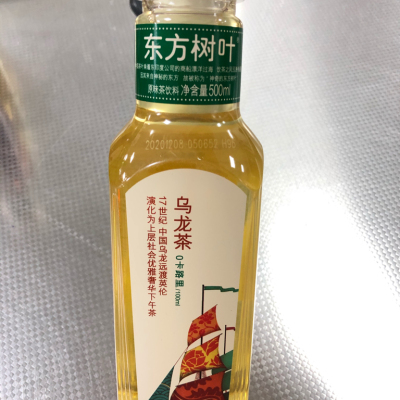 东方树叶
原味茶饮料 净含量500ml
乌龙茶
0卡路里/100ml
17世纪 中国乌龙远渡英伦
演化为上层社会优雅奢华下午茶